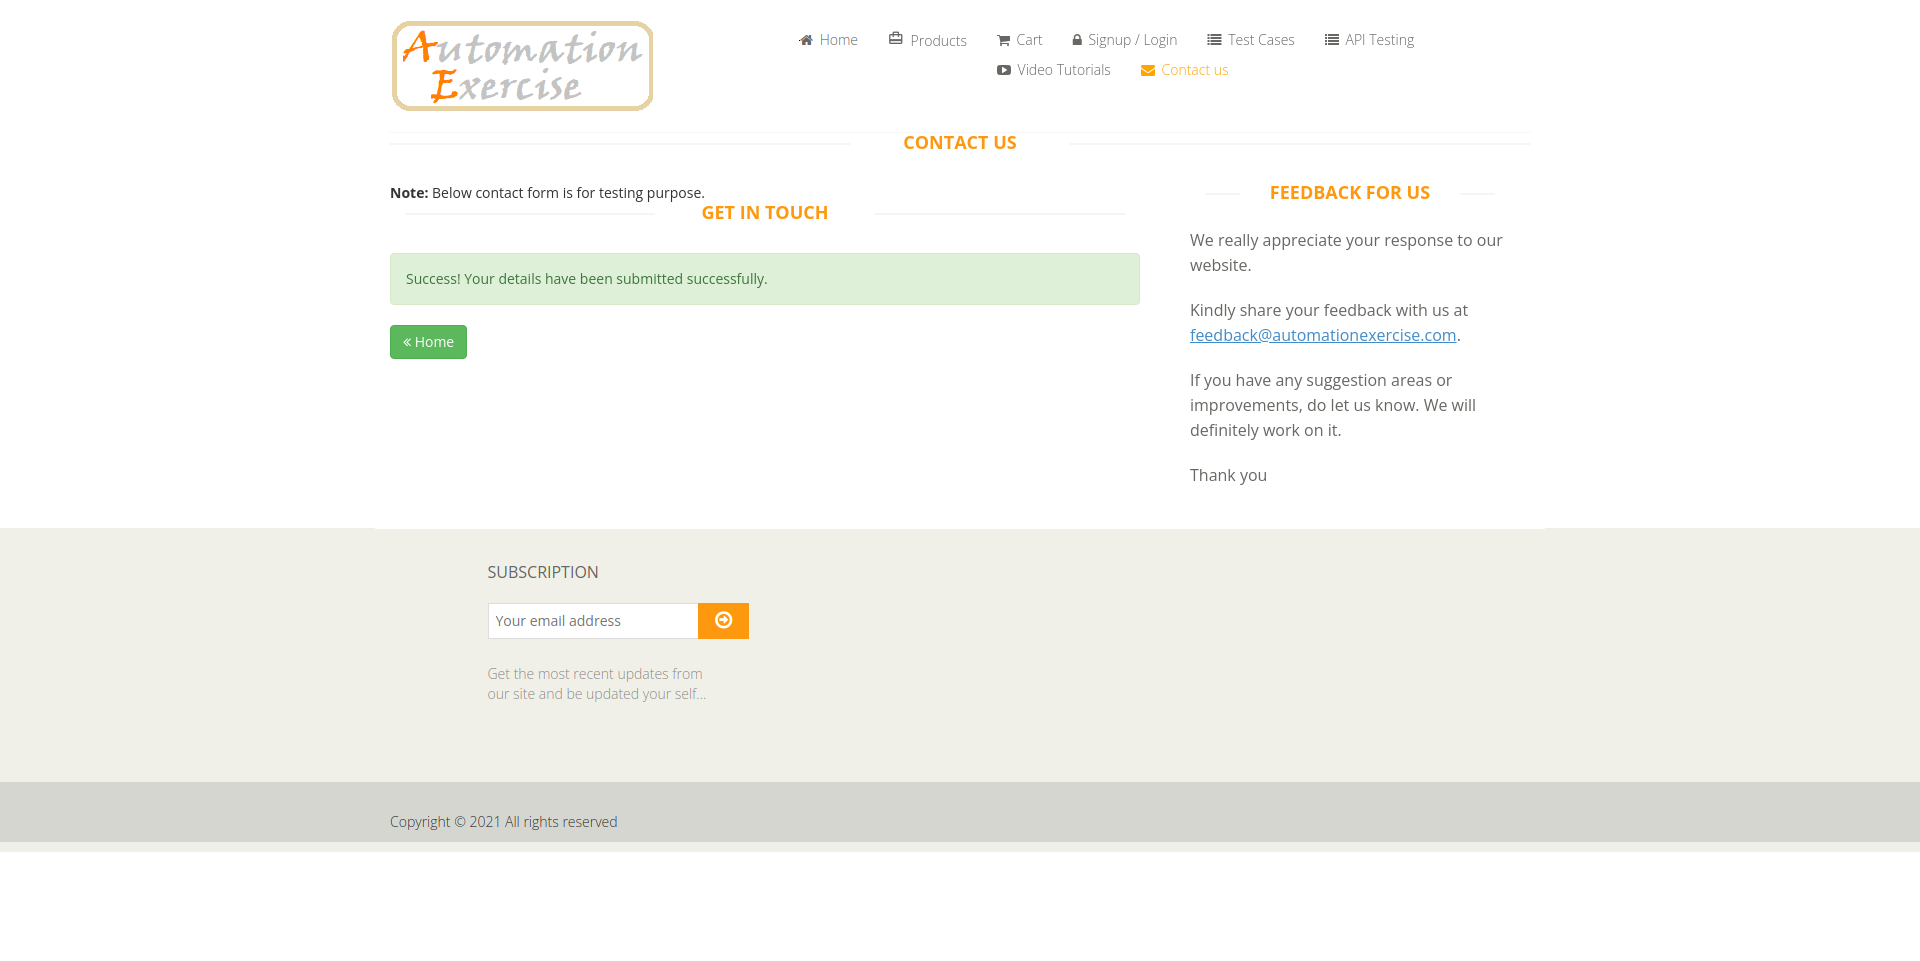 Automation
Exercise
Home
Products
Cart
Signup / Login
Test Cases
API Testing
Video Tutorials
Contact us
CONTACT US
Note: Below contact form is for testing purpose.
GET IN TOUCH
Success! Your details have been submitted successfully.
« Home
FEEDBACK FOR US
We really appreciate your response to our
website.
Kindly share your feedback with us at
feedback@automationexercise.com.
If you have any suggestion areas or
improvements, do let us know. We will
definitely work on it.
Thank you
SUBSCRIPTION
Your email address
Get the most recent updates from
our site and be updated your self...
Copyright © 2021 All rights reserved